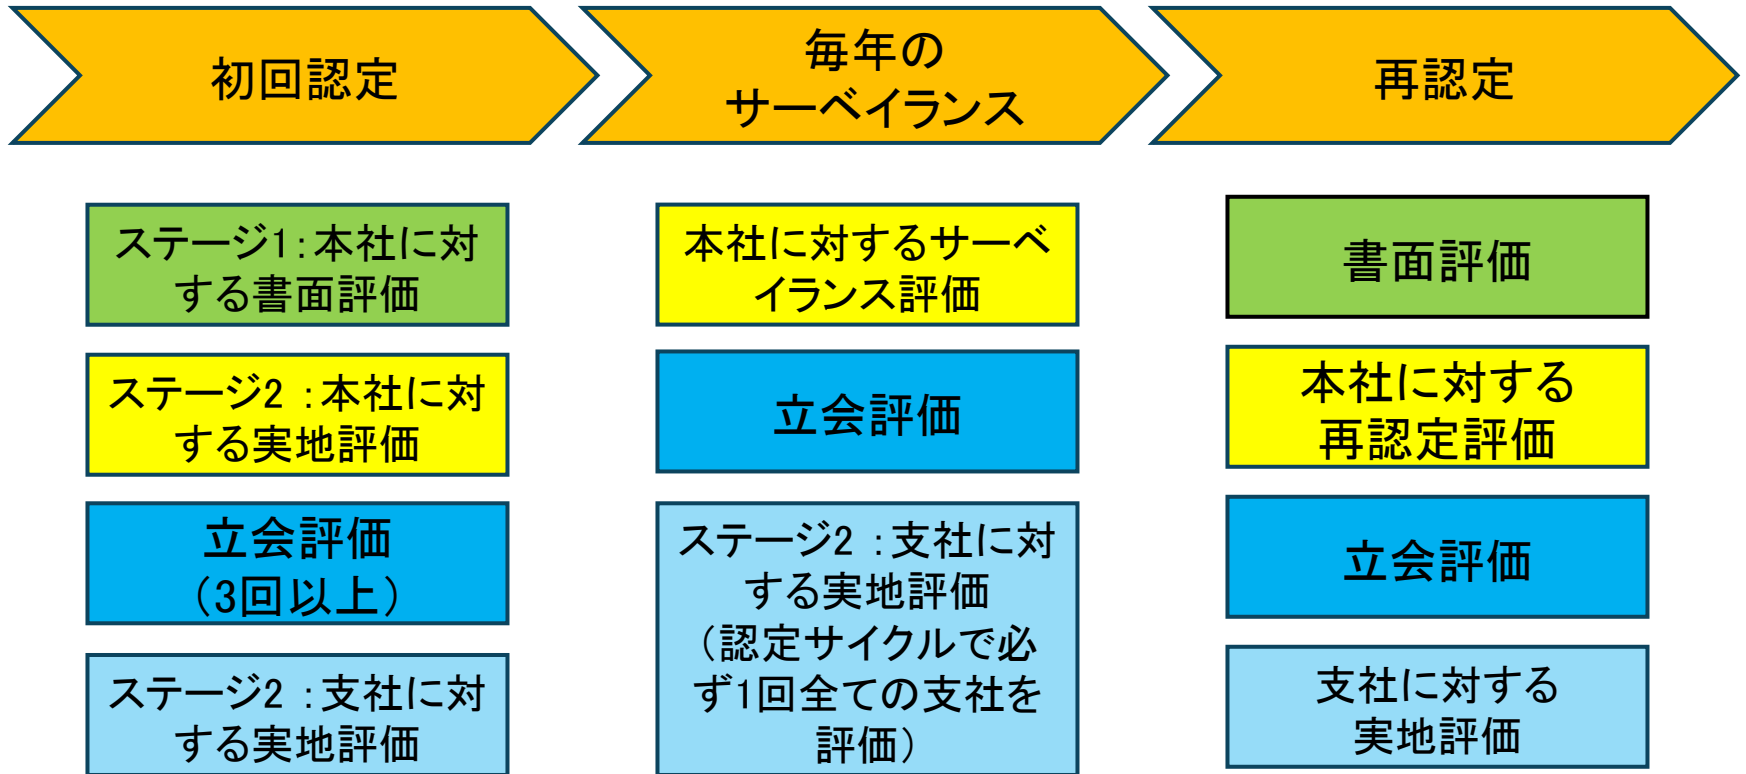 初回認定
毎年の
サーベイランス
再認定
ステージ1：本社に対
する書面評価
ステージ2 ：本社に対
する実地評価
立会評価
（3回以上）
ステージ2 ：支社に対
する実地評価
本社に対するサーベ
イランス評価
立会評価
ステージ2 ：支社に対
する実地評価
（認定サイクルで必
ず1回全ての支社を
評価）
書面評価
本社に対する
再認定評価
立会評価
支社に対する
実地評価